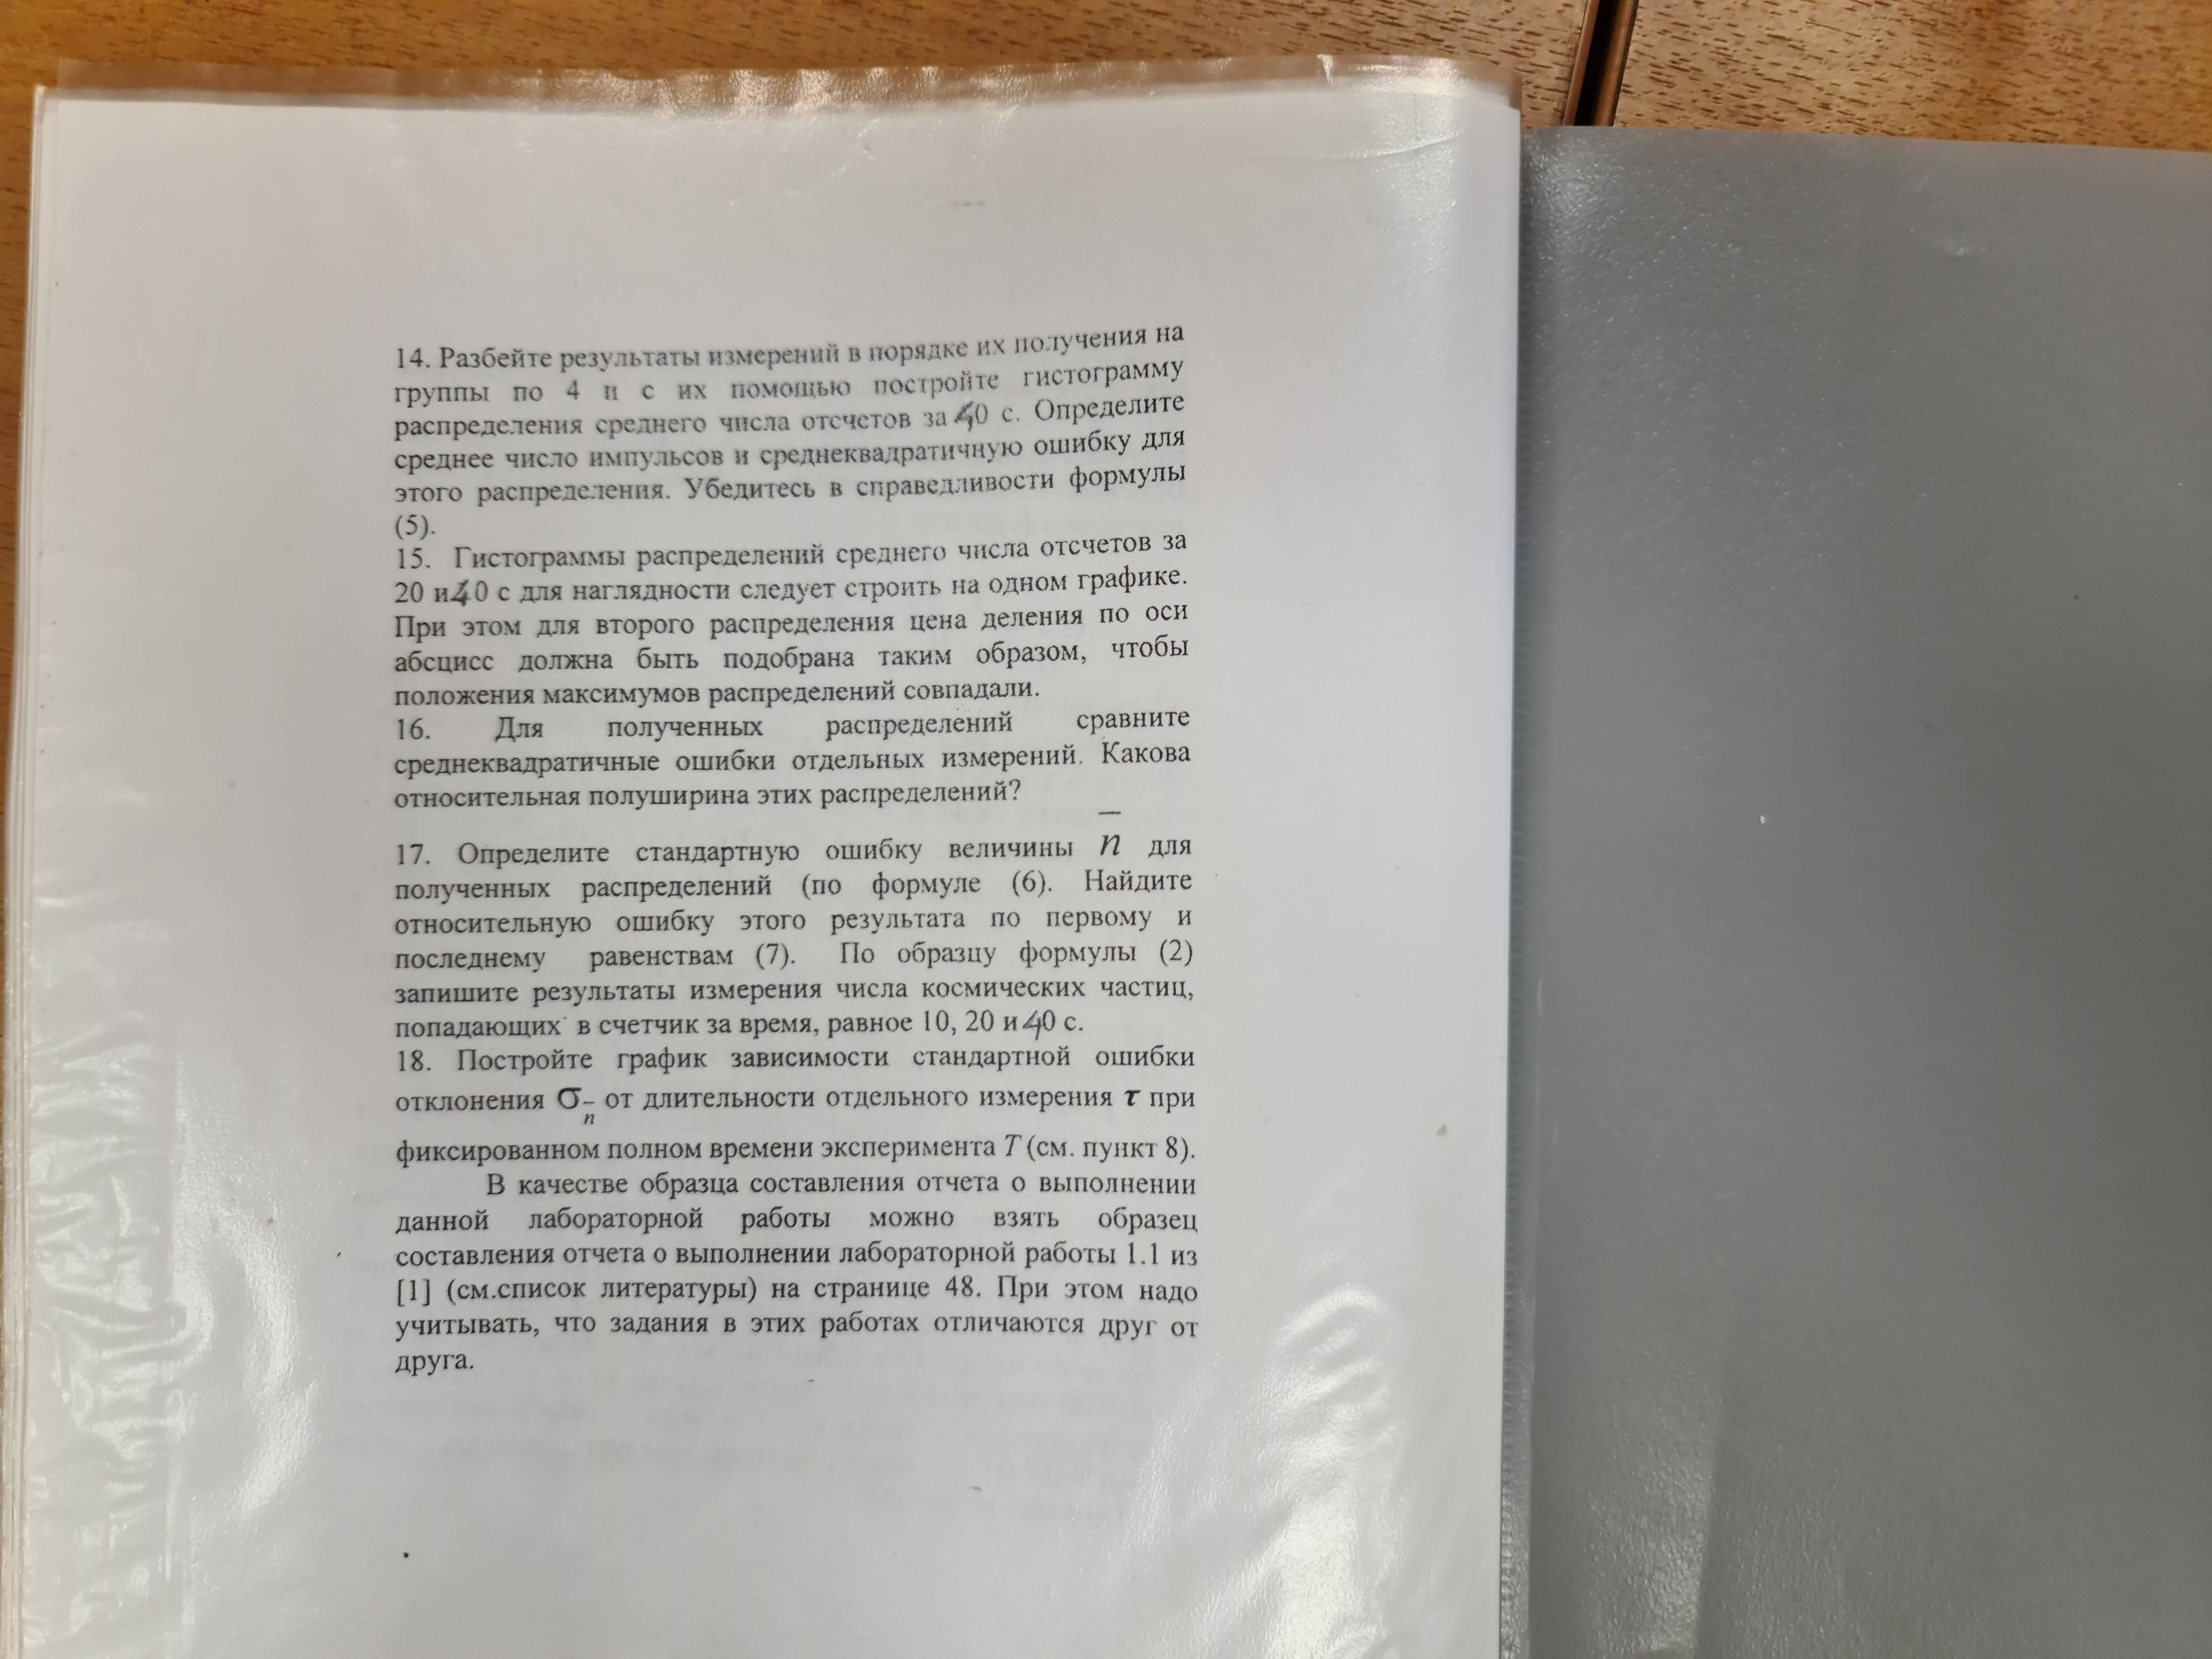 14. Разбейте результаты измерений в порядке их получения на
группы по 4 и с их помощью постройте гистограмму
распределения среднего числа отсчетов за 40 с. Определите
среднее число импульсов и среднеквадратичную ошибку для
этого распределения. Убедитесь в справедливости формулы
(5).
15. Гистограммы распределений среднего числа отсчетов за
20 и 40 с для наглядности следует строить на одном графике.
При этом для второго распределения цена деления по оси
абсцисс должна быть подобрана таким образом, чтобы
положения максимумов распределений совпадали.
16. Для полученных распределений сравните
среднеквадратичные ошибки отдельных измерений. Какова
относительная полуширина этих распределений?
17. Определите стандартную ошибку величины n̅ для
полученных распределений (по формуле (6). Найдите
относительную ошибку этого результата по первому и
последнему равенствам (7). По образцу формулы (2)
запишите результаты измерения числа космических частиц,
попадающих в счетчик за время, равное 10, 20 и 40 с.
18. Постройте график зависимости стандартной ошибки
отклонения σn̅ от длительности отдельного измерения τ при
фиксированном полном времени эксперимента T (см. пункт 8).
В качестве образца составления отчета о выполнении
данной лабораторной работы можно взять образец
составления отчета о выполнении лабораторной работы 1.1 из
[1] (см.список литературы) на странице 48. При этом надо
учитывать, что задания в этих работах отличаются друг от
друга.